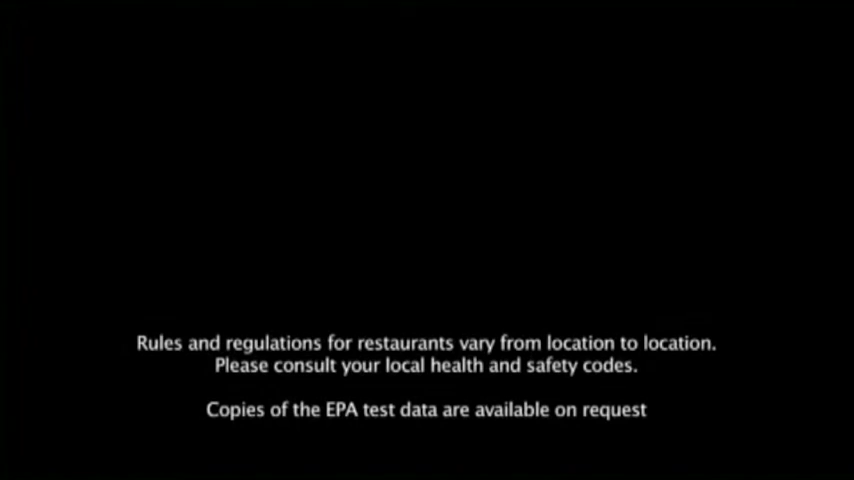 Rules and regulations for restaurants vary from location to location.
Please consult your local health and safety codes.
Copies of the EPA test data are available on request